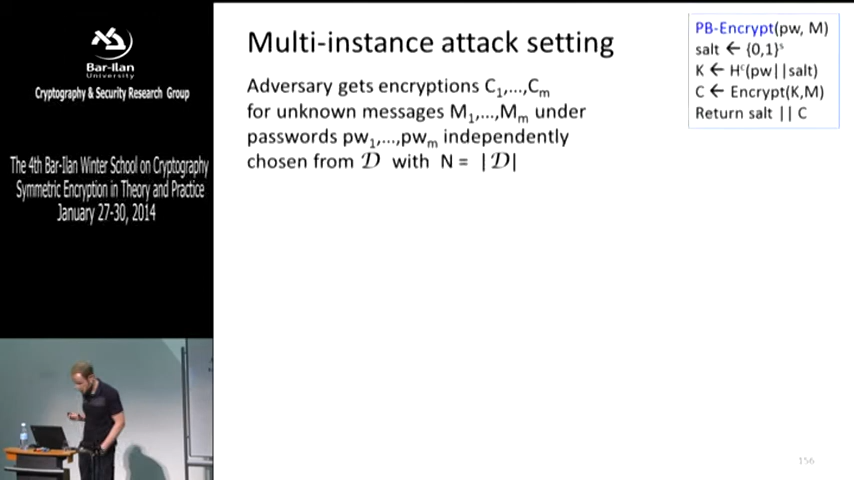 Bar-Ilan
University
Cryptography & Security Research Group
The 4th Bar-Ilan Winter School on Cryptography
Symmetric Encryption in Theory and Practice
January 27-30, 2014
Multi-instance attack setting
Adversary gets encryptions C₁,...,Cₘ
for unknown messages M₁,...,Mₘ under
passwords pw₁,...,pwₘ independently
chosen from 𝒟 with N = |𝒟|
PB-Encrypt(pw, M)
salt ← {0,1}ˢ
K ← Hᶜ(pw||salt)
C ← Encrypt(K,M)
Return salt || C
156